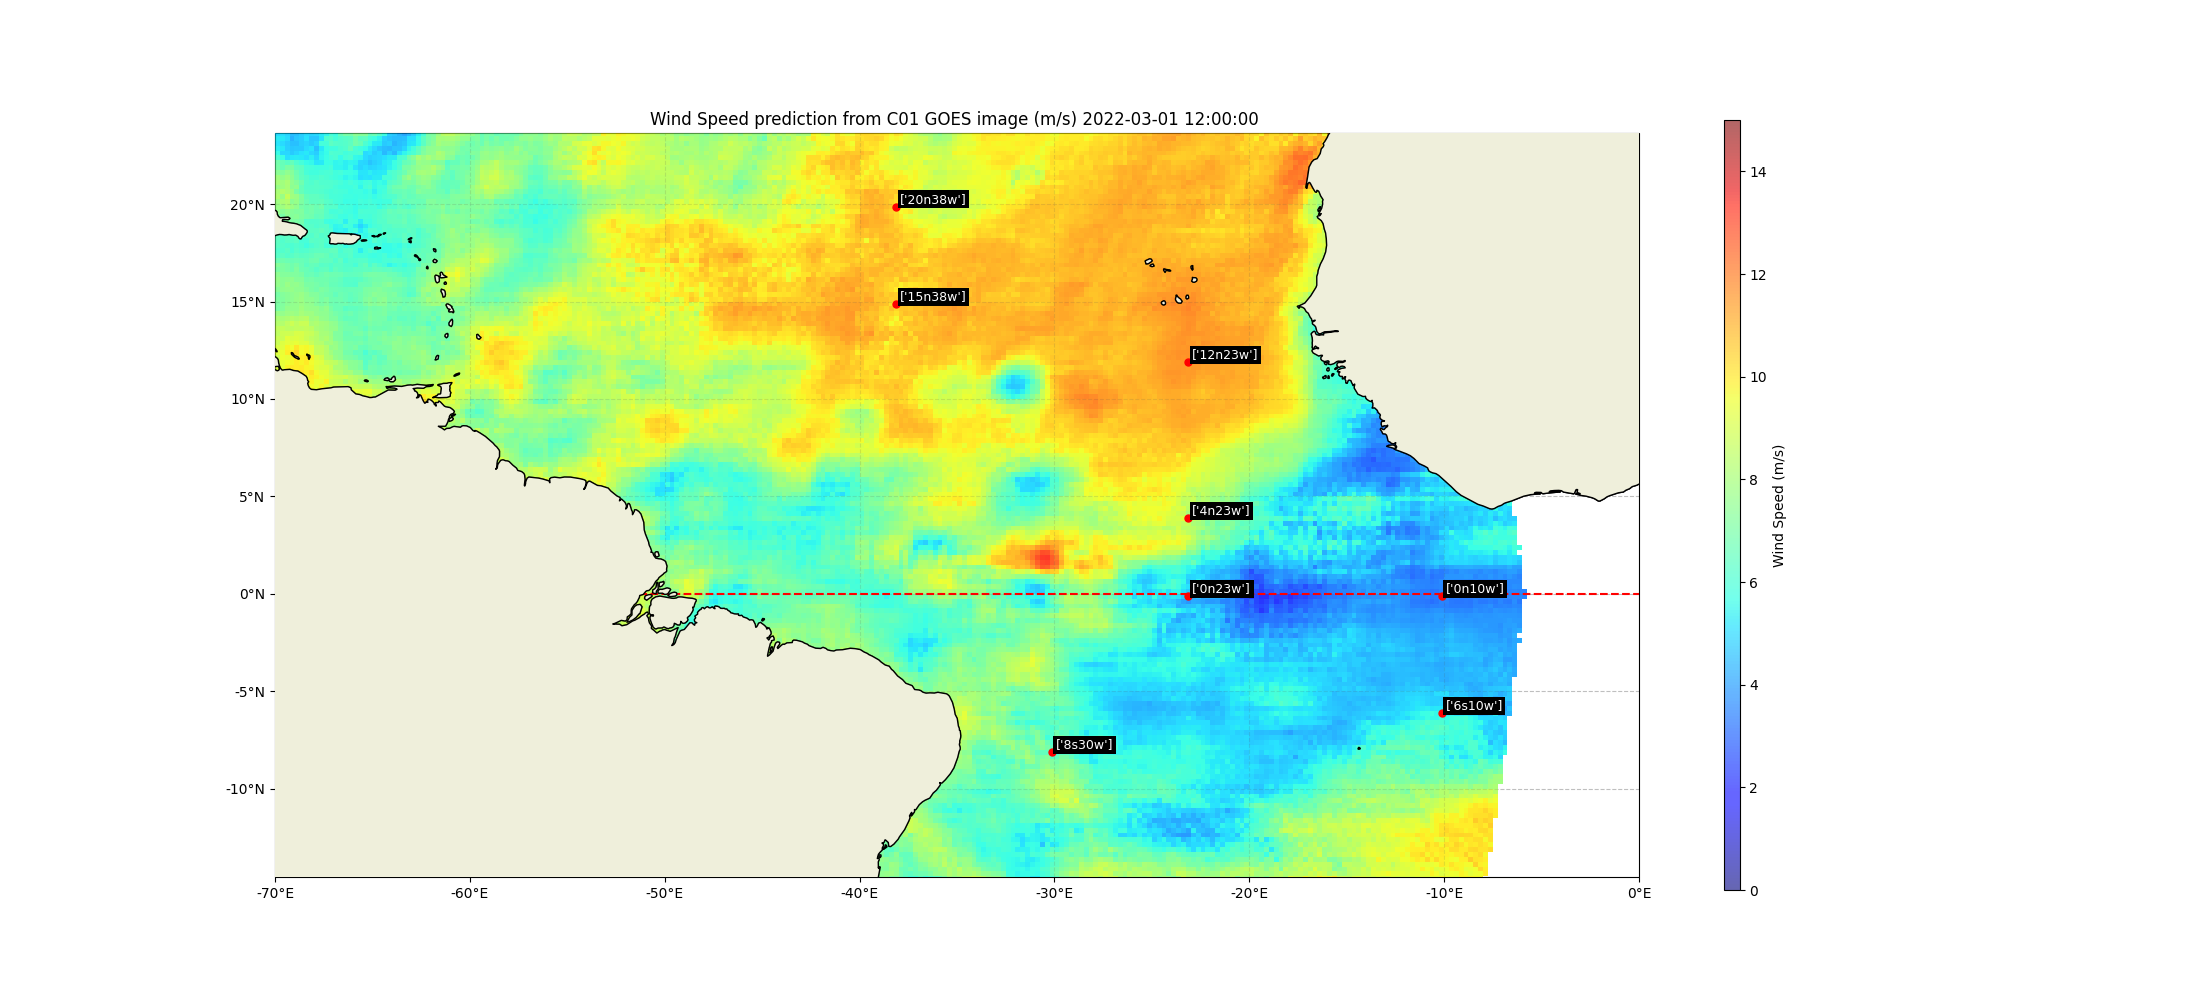 Wind Speed prediction from C01 GOES image (m/s) 2022-03-01 12:00:00
14
['20n38w']
20°N
12
15°N
['15n38w']
['12n23w']
10
10°N
Wind Speed (m/s)
8
5°N
['4n23w']
6
0°N
['0n23w']
['0n10w']
4
-5°N
['6s10w']
['8s30w']
2
-10°N
0
-70°E
-60°E
-50°E
-40°E
-30°E
-20°E
-10°E
0°E